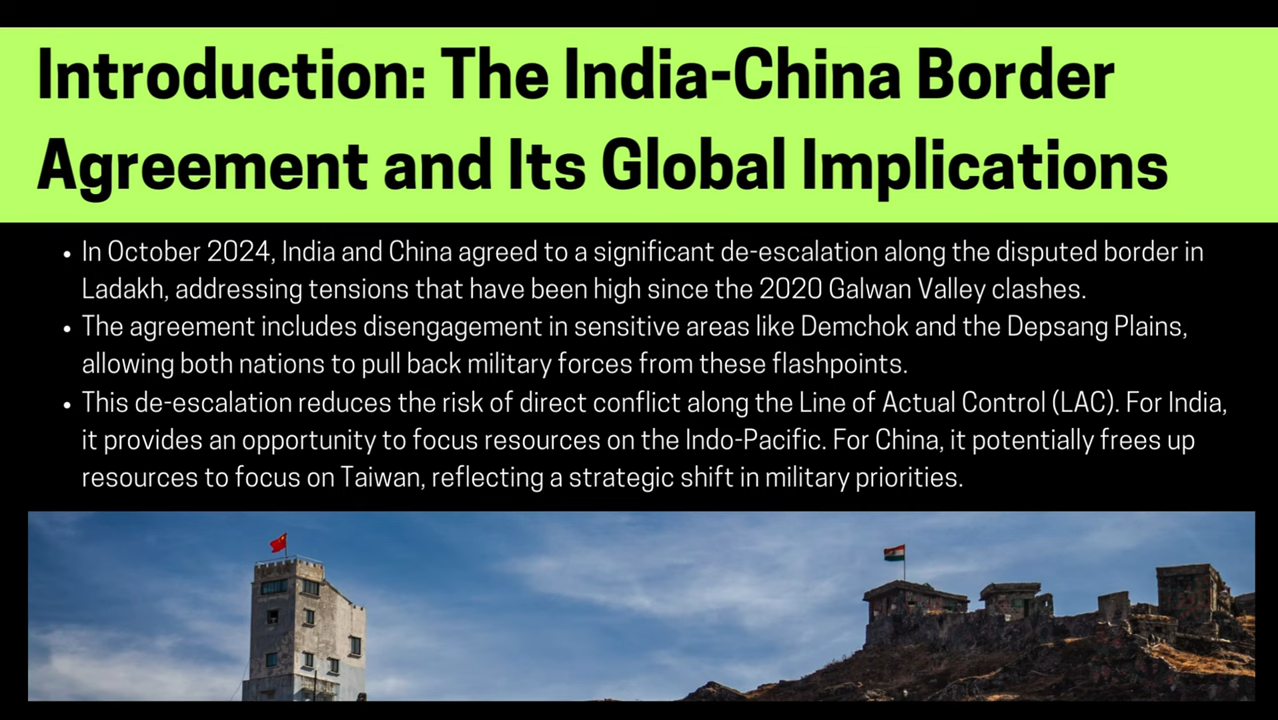 Introduction: The India-China Border
Agreement and Its Global Implications
• In October 2024, India and China agreed to a significant de-escalation along the disputed border in
Ladakh, addressing tensions that have been high since the 2020 Galwan Valley clashes.
• The agreement includes disengagement in sensitive areas like Demchok and the Depsang Plains,
allowing both nations to pull back military forces from these flashpoints.
• This de-escalation reduces the risk of direct conflict along the Line of Actual Control (LAC). For India,
it provides an opportunity to focus resources on the Indo-Pacific. For China, it potentially frees up
resources to focus on Taiwan, reflecting a strategic shift in military priorities.